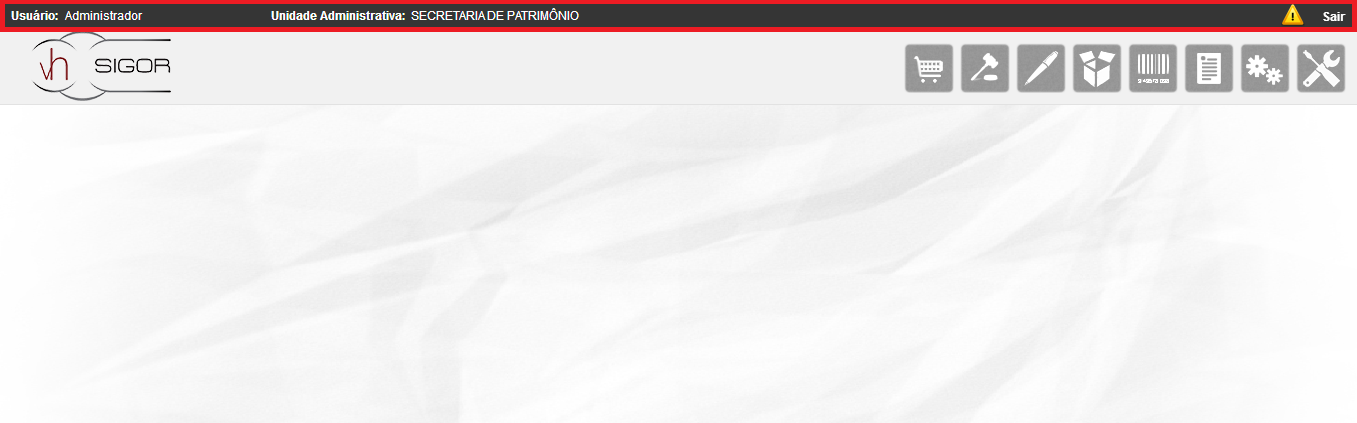 Usuário: Administrador Unidade Administrativa: SECRETARIA DE PATRIMÔNIO Sair
vh SIGOR